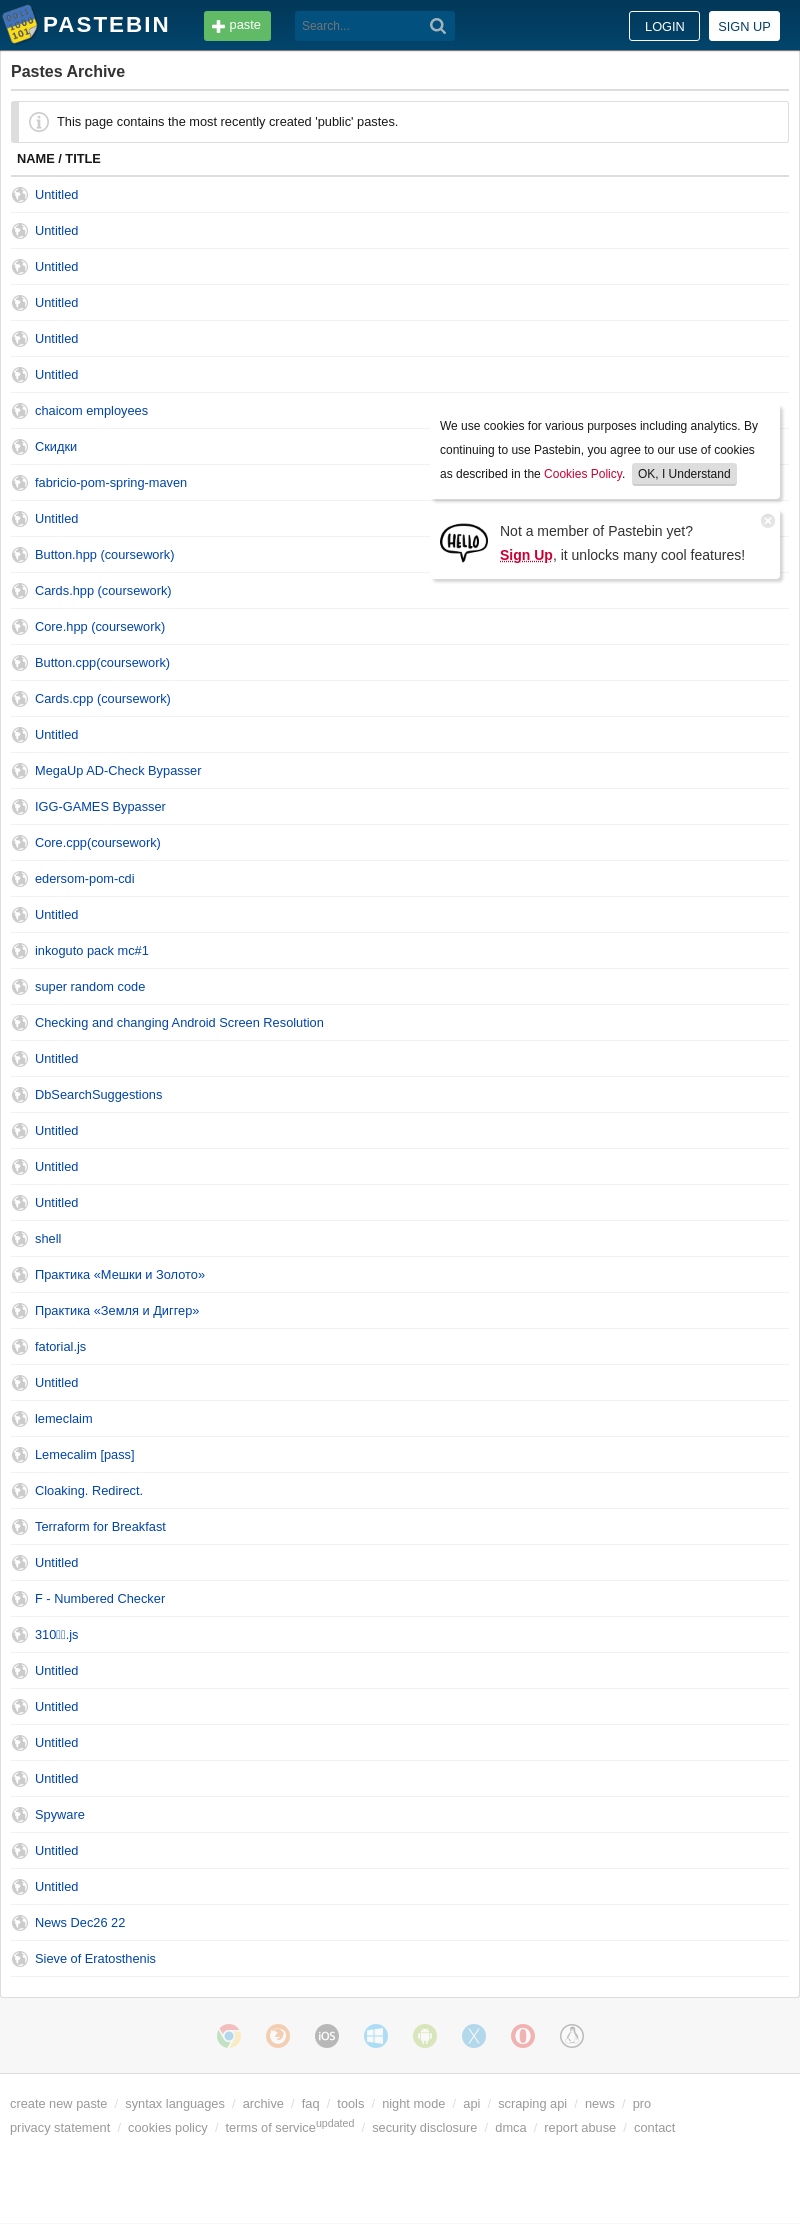 PASTEBIN
paste
Search...
LOGIN
SIGN UP
Pastes Archive
This page contains the most recently created 'public' pastes.
NAME / TITLE
Untitled
Untitled
Untitled
Untitled
Untitled
Untitled
chaicom employees
Скидки
fabricio-pom-spring-maven
Untitled
Button.hpp (coursework)
Cards.hpp (coursework)
Core.hpp (coursework)
Button.cpp(coursework)
Cards.cpp (coursework)
Untitled
MegaUp AD-Check Bypasser
IGG-GAMES Bypasser
Core.cpp(coursework)
edersom-pom-cdi
Untitled
inkoguto pack mc#1
super random code
Checking and changing Android Screen Resolution
Untitled
DbSearchSuggestions
Untitled
Untitled
Untitled
shell
Практика «Мешки и Золото»
Практика «Земля и Диггер»
fatorial.js
Untitled
lemeclaim
Lemecalim [pass]
Cloaking. Redirect.
Terraform for Breakfast
Untitled
F - Numbered Checker
310▯▯.js
Untitled
Untitled
Untitled
Untitled
Spyware
Untitled
Untitled
News Dec26 22
Sieve of Eratosthenis
We use cookies for various purposes including analytics. By
continuing to use Pastebin, you agree to our use of cookies
as described in the Cookies Policy. OK, I Understand
HELLO
Not a member of Pastebin yet?
Sign Up, it unlocks many cool features!
iOS
create new paste / syntax languages / archive / faq / tools / night mode / api / scraping api / news / pro
privacy statement / cookies policy / terms of serviceupdated / security disclosure / dmca / report abuse / contact